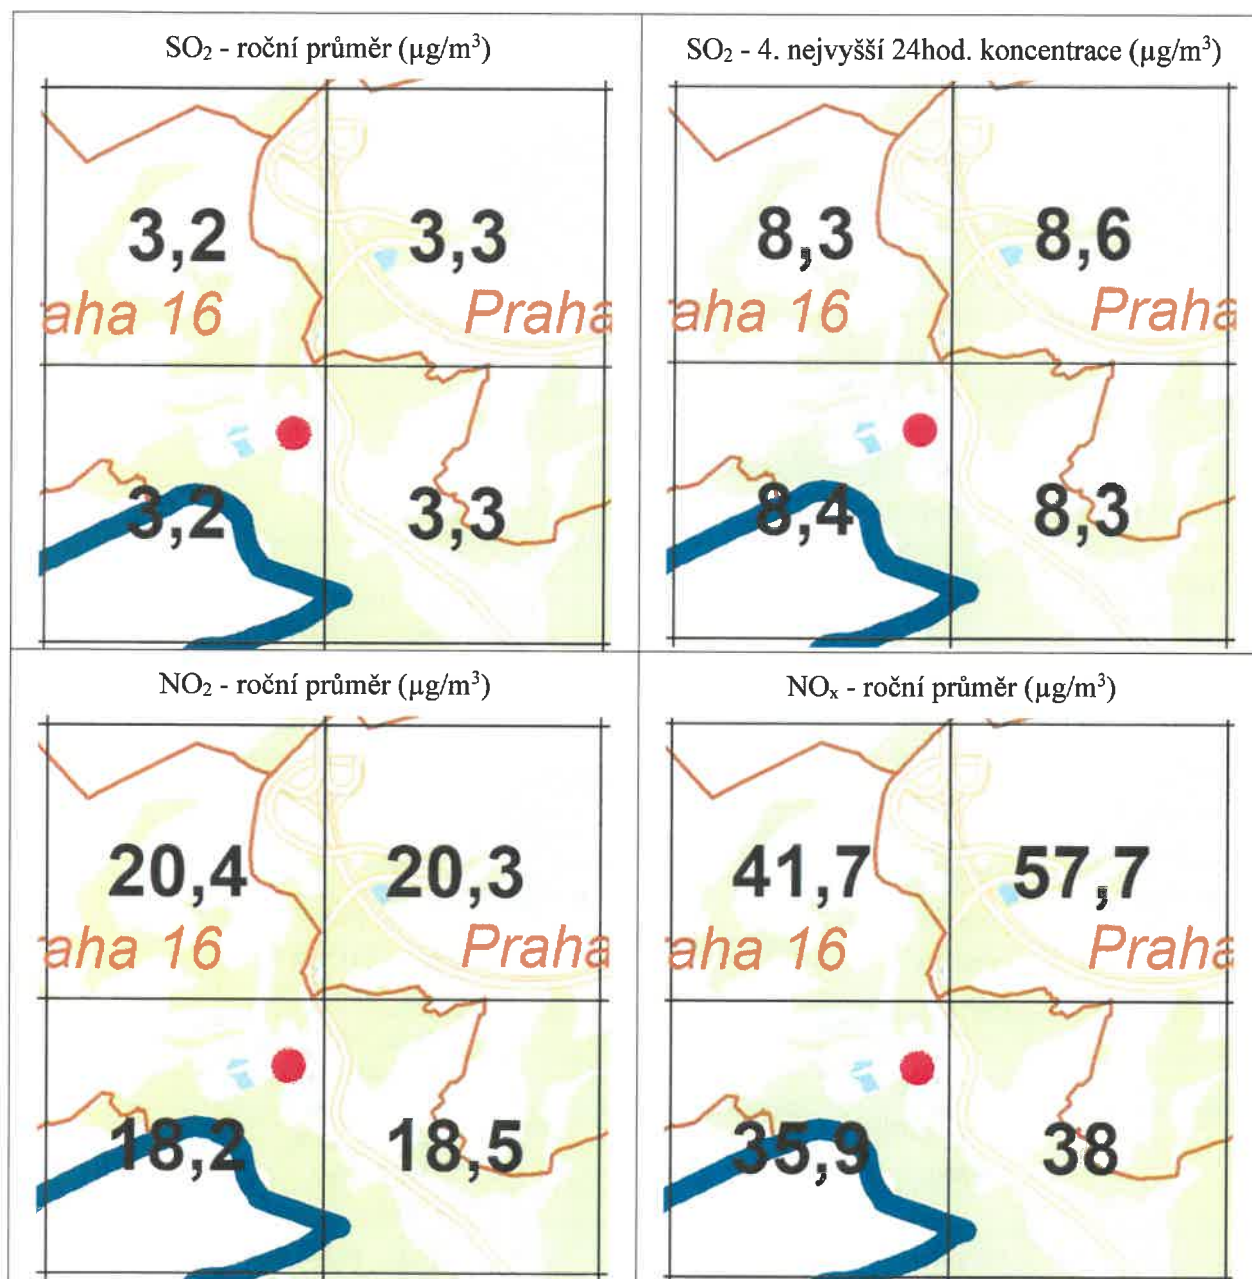 SO₂ - roční průměr (µg/m³)
3,2
3,3
aha 16
Praha
3,2
3,3
SO₂ - 4. nejvyšší 24hod. koncentrace (µg/m³)
8,3
8,6
aha 16
Praha
8,4
8,3
NO₂ - roční průměr (µg/m³)
20,4
20,3
aha 16
Praha
18,2
18,5
NOₓ - roční průměr (µg/m³)
41,7
57,7
aha 16
Praha
35,9
38